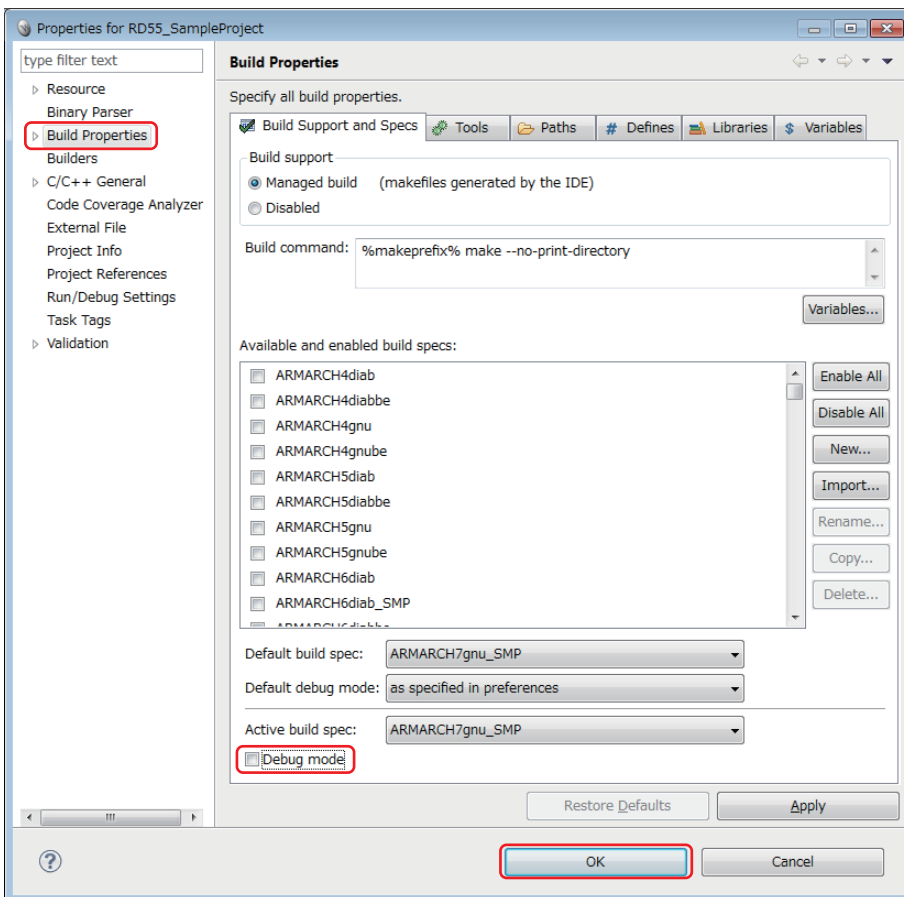 Properties for RD55_SampleProject
type filter text
Resource
Binary Parser
Build Properties
Builders
C/C++ General
Code Coverage Analyzer
External File
Project Info
Project References
Run/Debug Settings
Task Tags
Validation
Build Properties
Specify all build properties.
Build Support and Specs Tools Paths # Defines Libraries $ Variables
Build support
Managed build (makefiles generated by the IDE)
Disabled
Build command: %makeprefix% make --no-print-directory
Variables...
Available and enabled build specs:
ARMARCH4diab
ARMARCH4diabbe
ARMARCH4gnu
ARMARCH4gnube
ARMARCH5diab
ARMARCH5diabbe
ARMARCH5gnu
ARMARCH5gnube
ARMARCH6diab
ARMARCH6diab_SMP
Enable All
Disable All
New...
Import...
Rename...
Copy...
Delete...
Default build spec: ARMARCH7gnu_SMP
Default debug mode: as specified in preferences
Active build spec: ARMARCH7gnu_SMP
Debug mode
Restore Defaults Apply
? OK Cancel